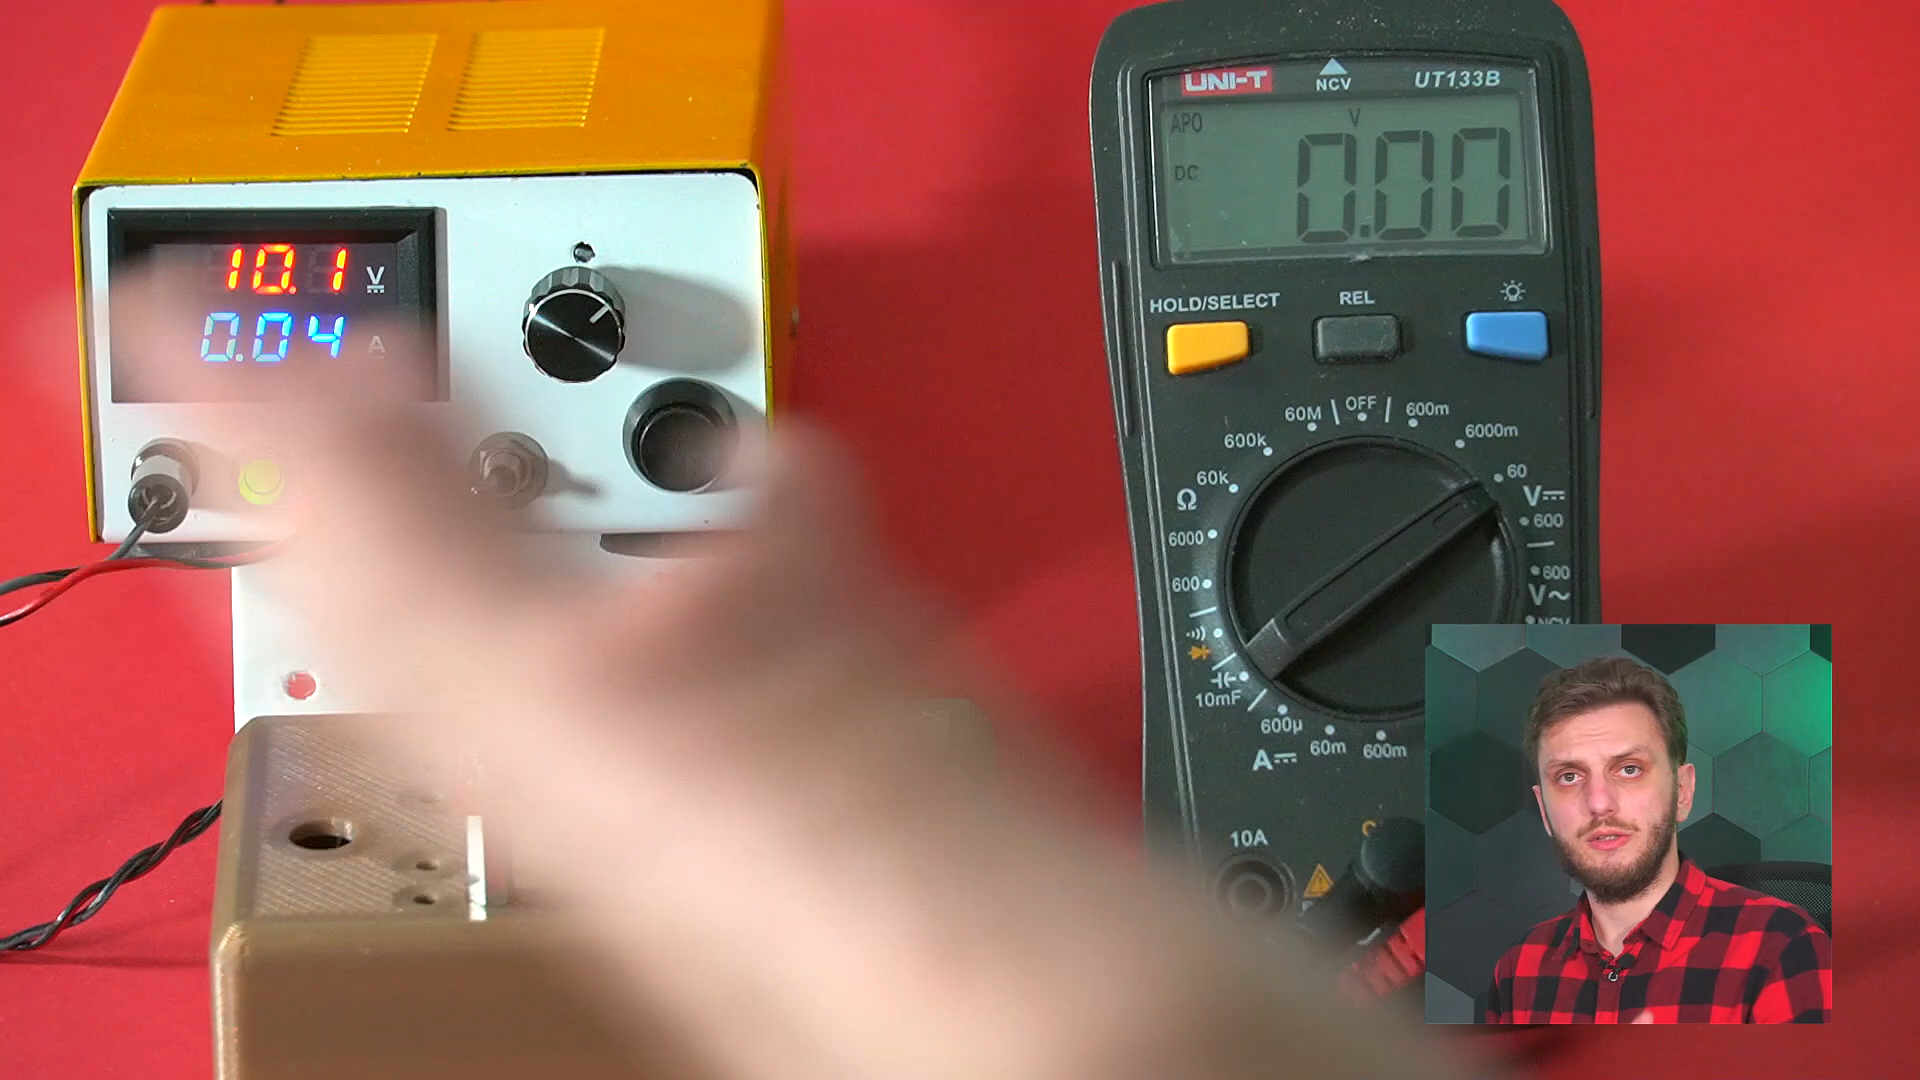 10.1 V
0.04 A
UNI-T
NCV
UT133B
APO
V
DC
0.00
HOLD/SELECT
REL
60M
OFF
600m
600k
6000m
60k
60
Ω
V
600
6000
600
600
V~
NCV
10mF
600µ
60m
600m
A
10A